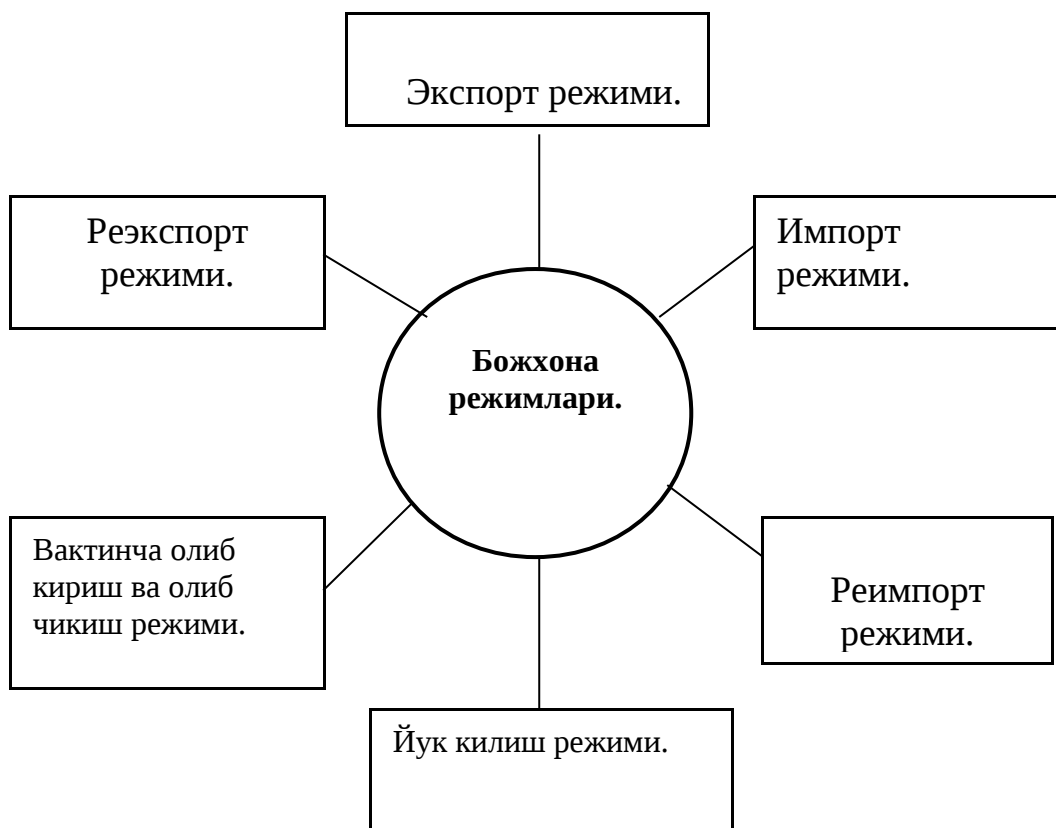 Экспорт режими.
Реэкспорт
режими.
Импорт
режими.
Божхона
режимлари.
Вактинча олиб
кириш ва олиб
чикиш режими.
Реимпорт
режими.
Йук килиш режими.